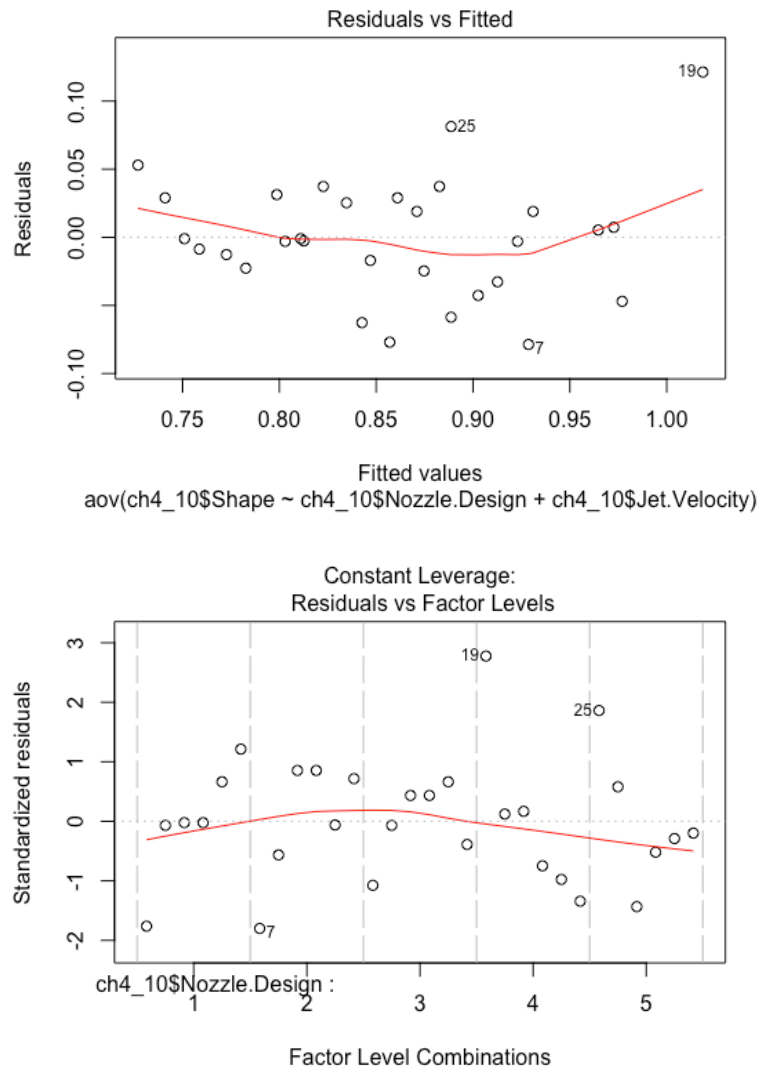 Residuals vs Fitted
Residuals
0.10
0.05
0.00
-0.10
19
25
7
0.75 0.80 0.85 0.90 0.95 1.00
Fitted values
aov(ch4_10$Shape ~ ch4_10$Nozzle.Design + ch4_10$Jet.Velocity)
Constant Leverage:
Residuals vs Factor Levels
Standardized residuals
3
2
1
0
-1
-2
19
25
7
ch4_10$Nozzle.Design :
1 2 3 4 5
Factor Level Combinations